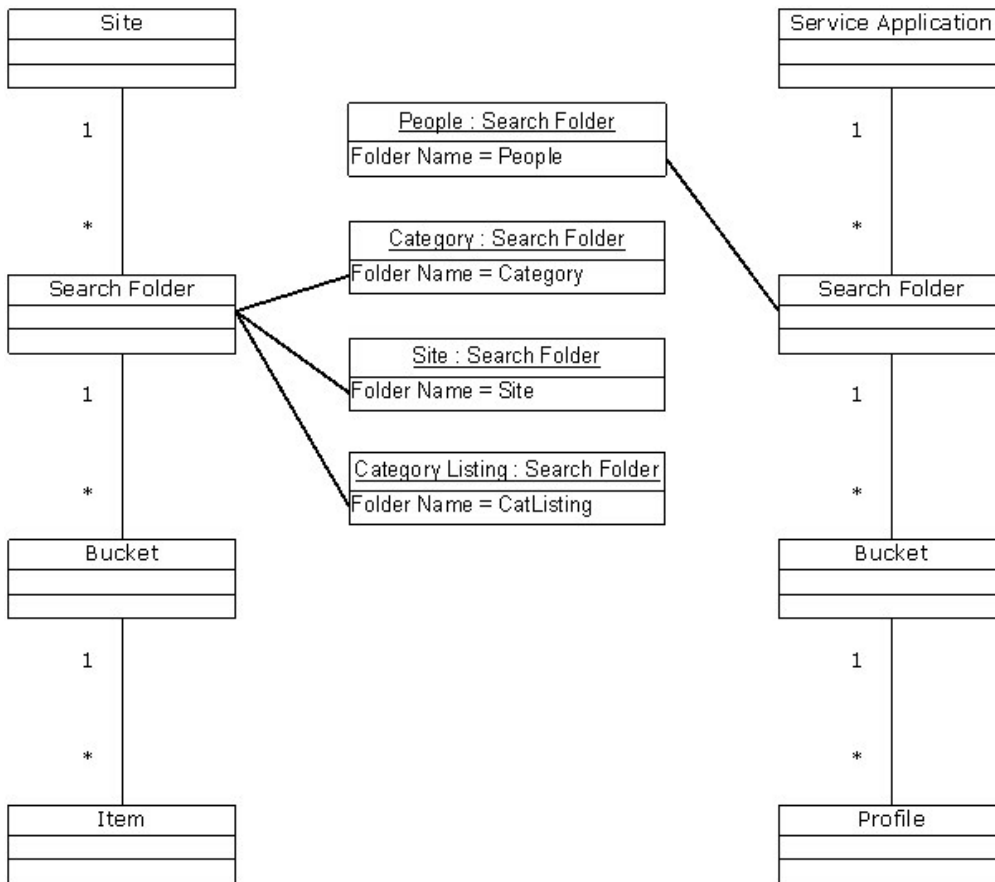 Site
Service Application
1
1
People : Search Folder
Folder Name = People
*
*
Category : Search Folder
Folder Name = Category
Search Folder
Search Folder
Site : Search Folder
Folder Name = Site
1
1
Category Listing : Search Folder
Folder Name = CatListing
*
*
Bucket
Bucket
1
1
*
*
Item
Profile